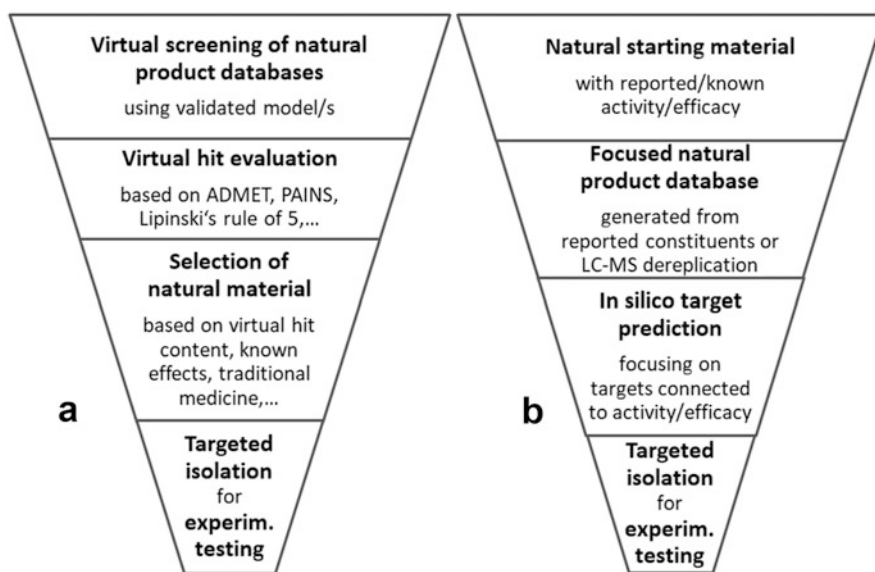 Virtual screening of natural
product databases
using validated model/s
Virtual hit evaluation
based on ADMET, PAINS,
Lipinski‘s rule of 5,...
Selection of
natural material
based on virtual hit
content, known
effects, traditional
medicine,...
a
Targeted
isolation
for
experim.
testing
Natural starting material
with reported/known
activity/efficacy
Focused natural
product database
generated from
reported constituents or
LC-MS dereplication
In silico target
prediction
focusing on
targets connected
to activity/efficacy
b
Targeted
isolation
for
experim.
testing